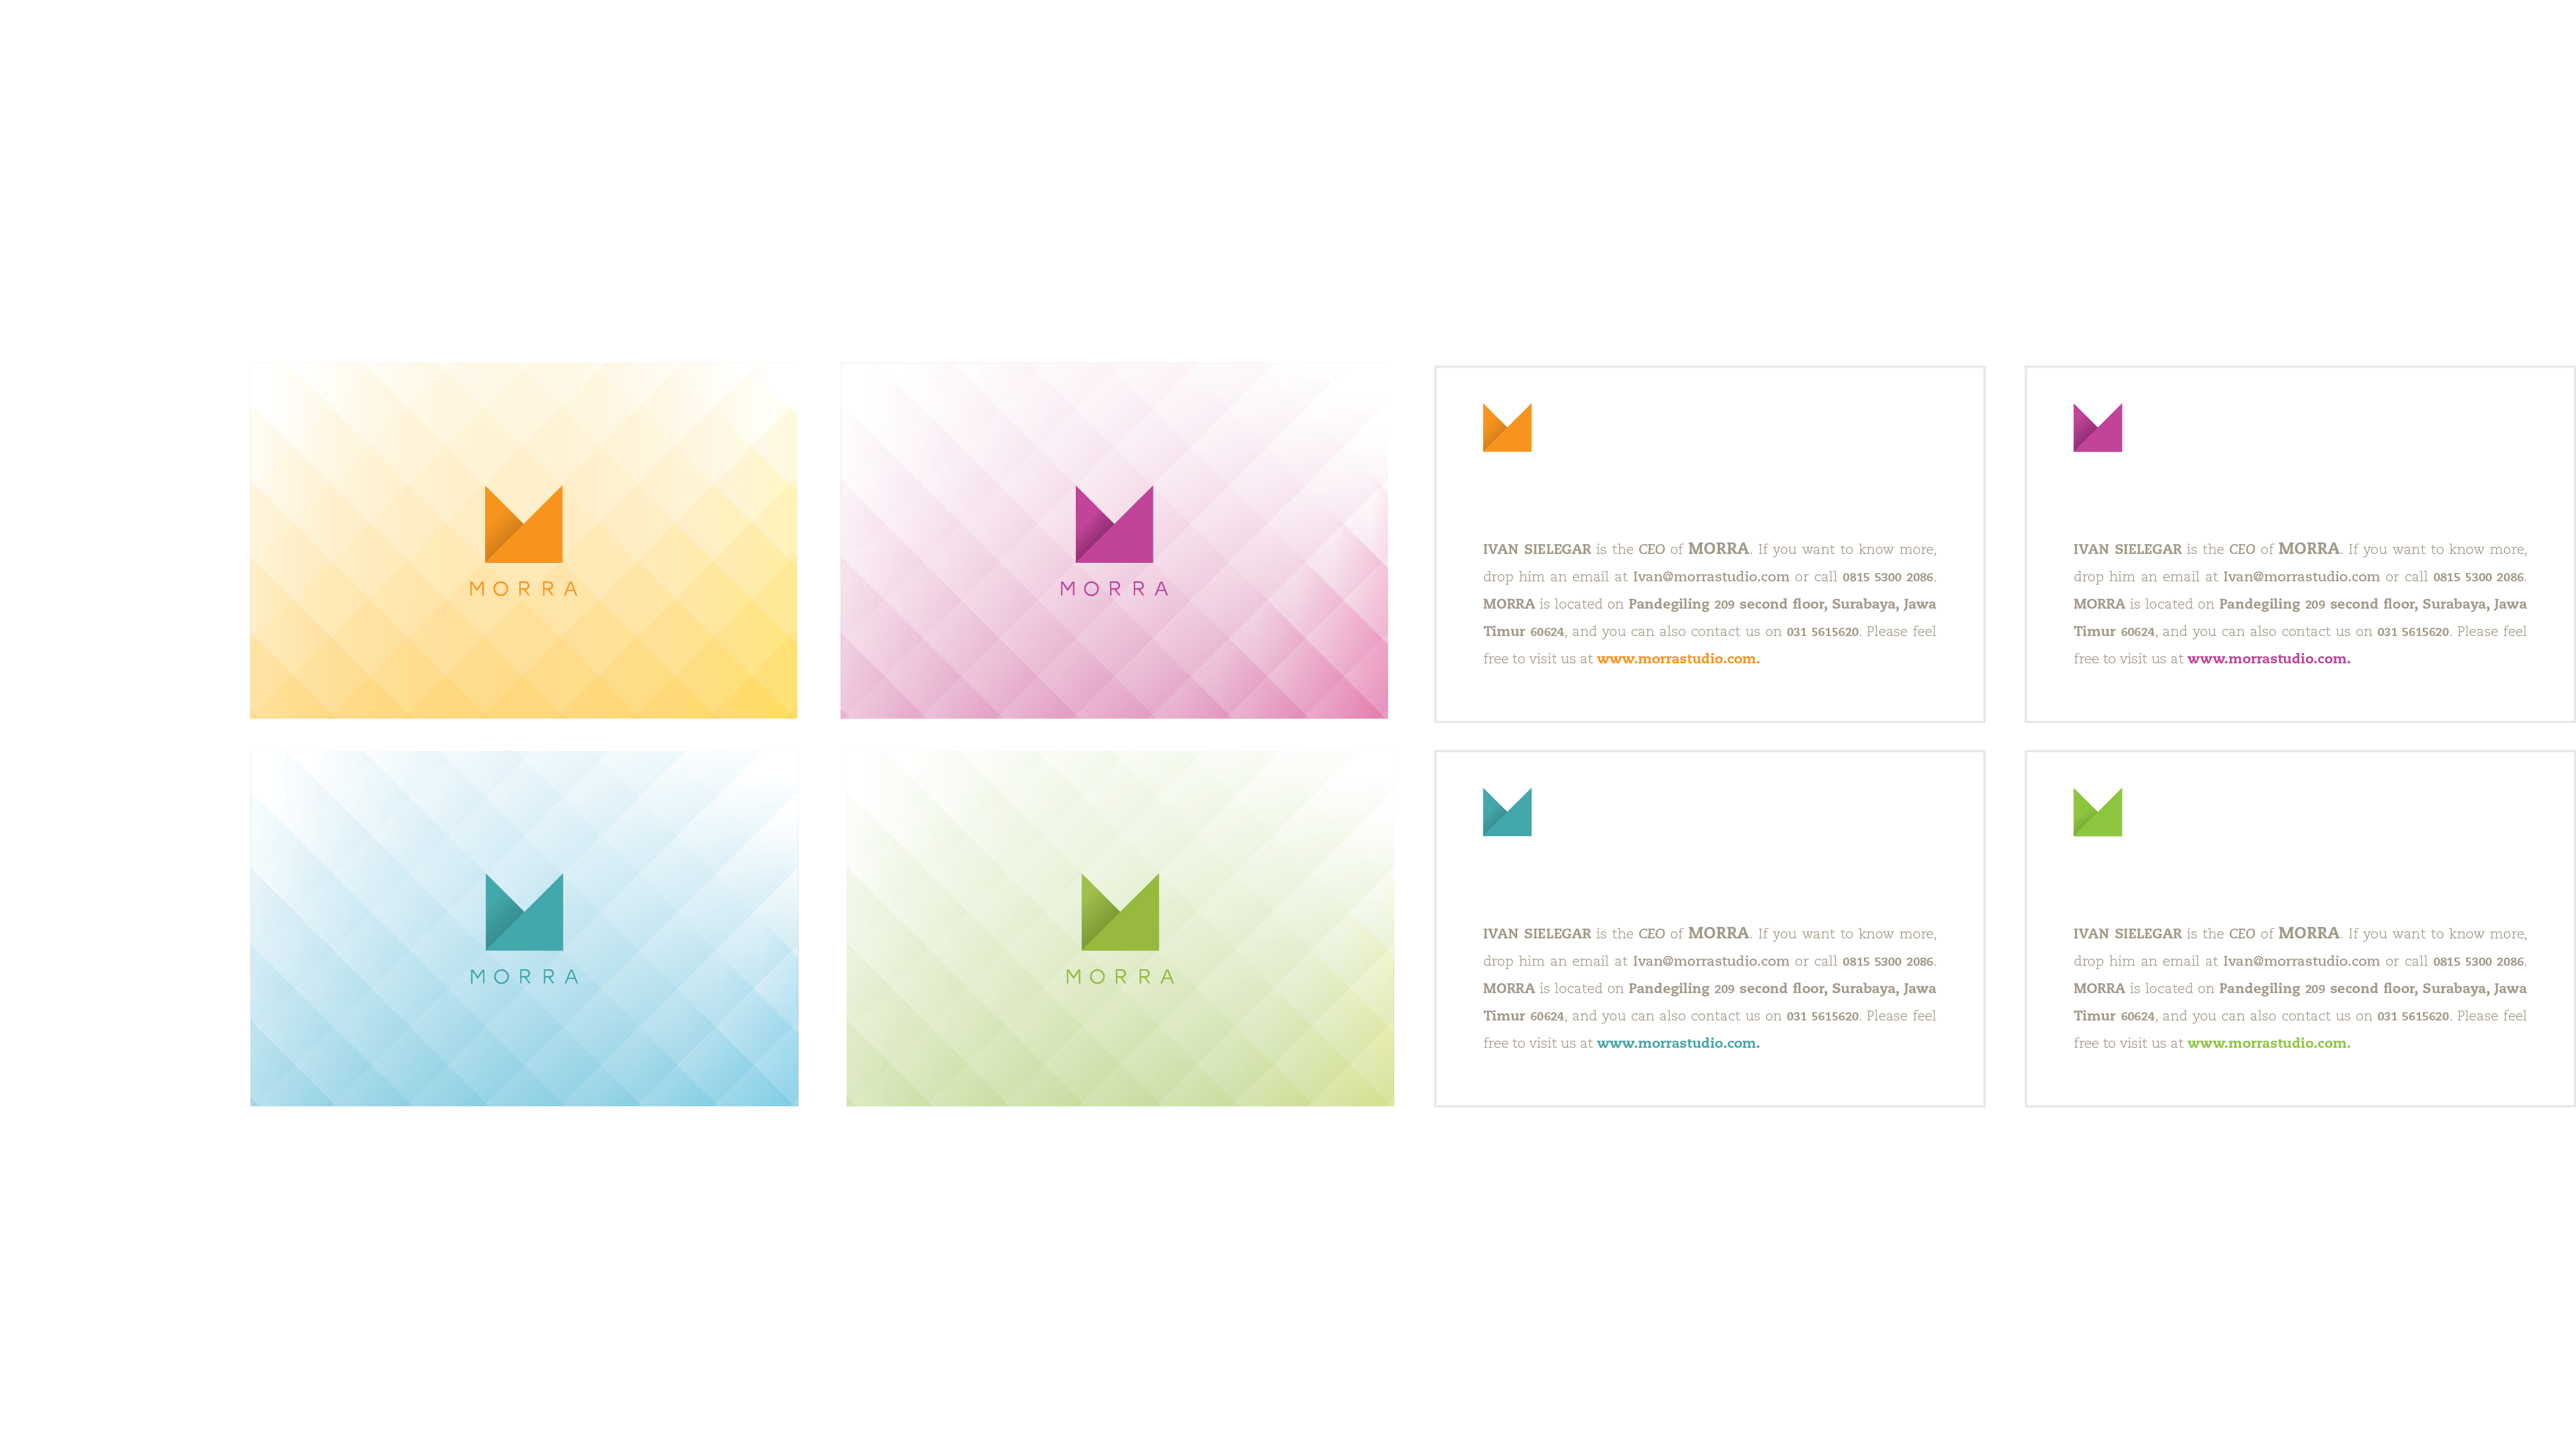 MORRA
MORRA
IVAN SIELEGAR is the CEO of MORRA. If you want to know more,
drop him an email at Ivan@morrastudio.com or call 0815 5300 2086.
MORRA is located on Pandegiling 209 second floor, Surabaya, Jawa
Timur 60624, and you can also contact us on 031 5615620. Please feel
free to visit us at www.morrastudio.com.
IVAN SIELEGAR is the CEO of MORRA. If you want to know more,
drop him an email at Ivan@morrastudio.com or call 0815 5300 2086.
MORRA is located on Pandegiling 209 second floor, Surabaya, Jawa
Timur 60624, and you can also contact us on 031 5615620. Please feel
free to visit us at www.morrastudio.com.
MORRA
MORRA
IVAN SIELEGAR is the CEO of MORRA. If you want to know more,
drop him an email at Ivan@morrastudio.com or call 0815 5300 2086.
MORRA is located on Pandegiling 209 second floor, Surabaya, Jawa
Timur 60624, and you can also contact us on 031 5615620. Please feel
free to visit us at www.morrastudio.com.
IVAN SIELEGAR is the CEO of MORRA. If you want to know more,
drop him an email at Ivan@morrastudio.com or call 0815 5300 2086.
MORRA is located on Pandegiling 209 second floor, Surabaya, Jawa
Timur 60624, and you can also contact us on 031 5615620. Please feel
free to visit us at www.morrastudio.com.